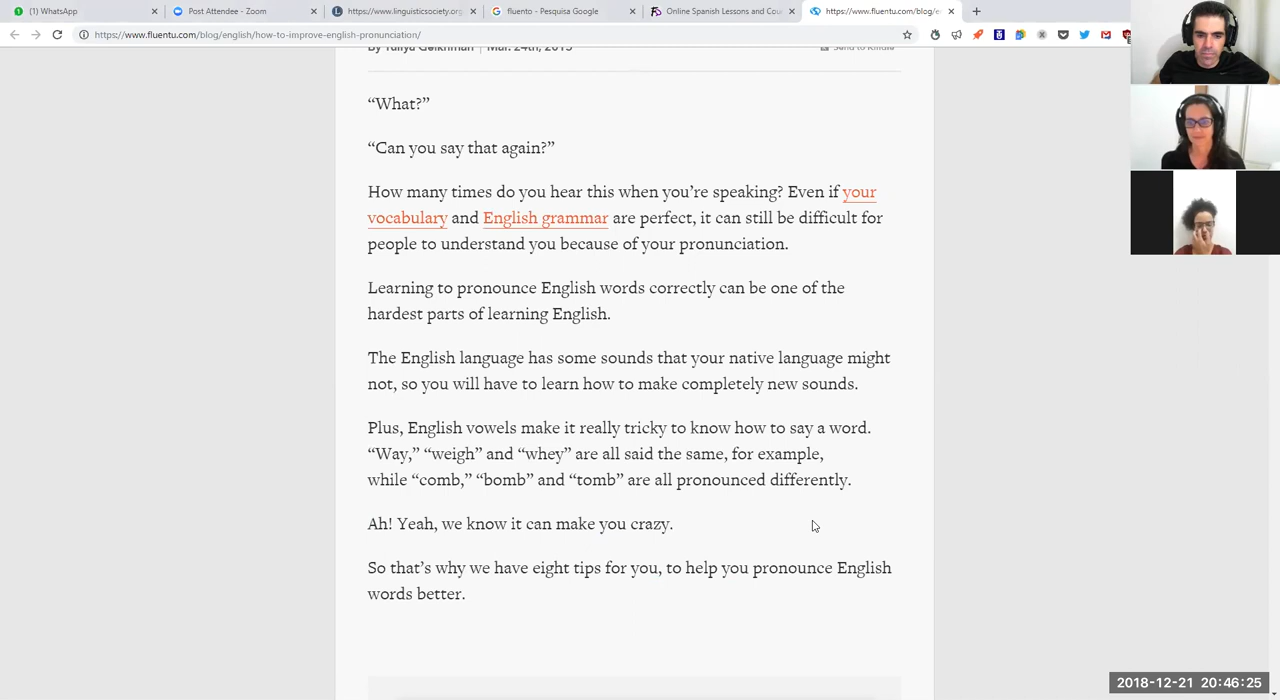 (1) WhatsApp
Post Attendee - Zoom
https://www.linguisticsociety.org
fluento - Pesquisa Google
Online Spanish Lessons and Cou
https://www.fluentu.com/blog/e
https://www.fluentu.com/blog/english/how-to-improve-english-pronunciation/
“What?”
“Can you say that again?”
How many times do you hear this when you’re speaking? Even if your
vocabulary and English grammar are perfect, it can still be difficult for
people to understand you because of your pronunciation.
Learning to pronounce English words correctly can be one of the
hardest parts of learning English.
The English language has some sounds that your native language might
not, so you will have to learn how to make completely new sounds.
Plus, English vowels make it really tricky to know how to say a word.
“Way,” “weigh” and “whey” are all said the same, for example,
while “comb,” “bomb” and “tomb” are all pronounced differently.
Ah! Yeah, we know it can make you crazy.
So that’s why we have eight tips for you, to help you pronounce English
words better.
2018-12-21 20:46:25